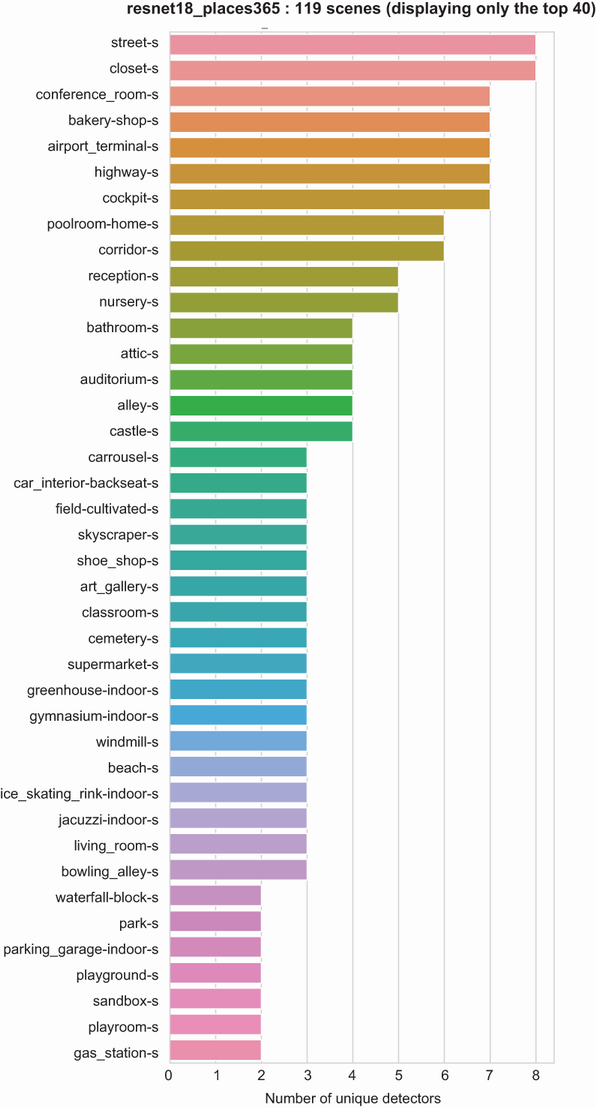 resnet18_places365 : 119 scenes (displaying only the top 40)
street-s
closet-s
conference_room-s
bakery-shop-s
airport_terminal-s
highway-s
cockpit-s
poolroom-home-s
corridor-s
reception-s
nursery-s
bathroom-s
attic-s
auditorium-s
alley-s
castle-s
carrousel-s
car_interior-backseat-s
field-cultivated-s
skyscraper-s
shoe_shop-s
art_gallery-s
classroom-s
cemetery-s
supermarket-s
greenhouse-indoor-s
gymnasium-indoor-s
windmill-s
beach-s
ice_skating_rink-indoor-s
jacuzzi-indoor-s
living_room-s
bowling_alley-s
waterfall-block-s
park-s
parking_garage-indoor-s
playground-s
sandbox-s
playroom-s
gas_station-s
0 1 2 3 4 5 6 7 8
Number of unique detectors